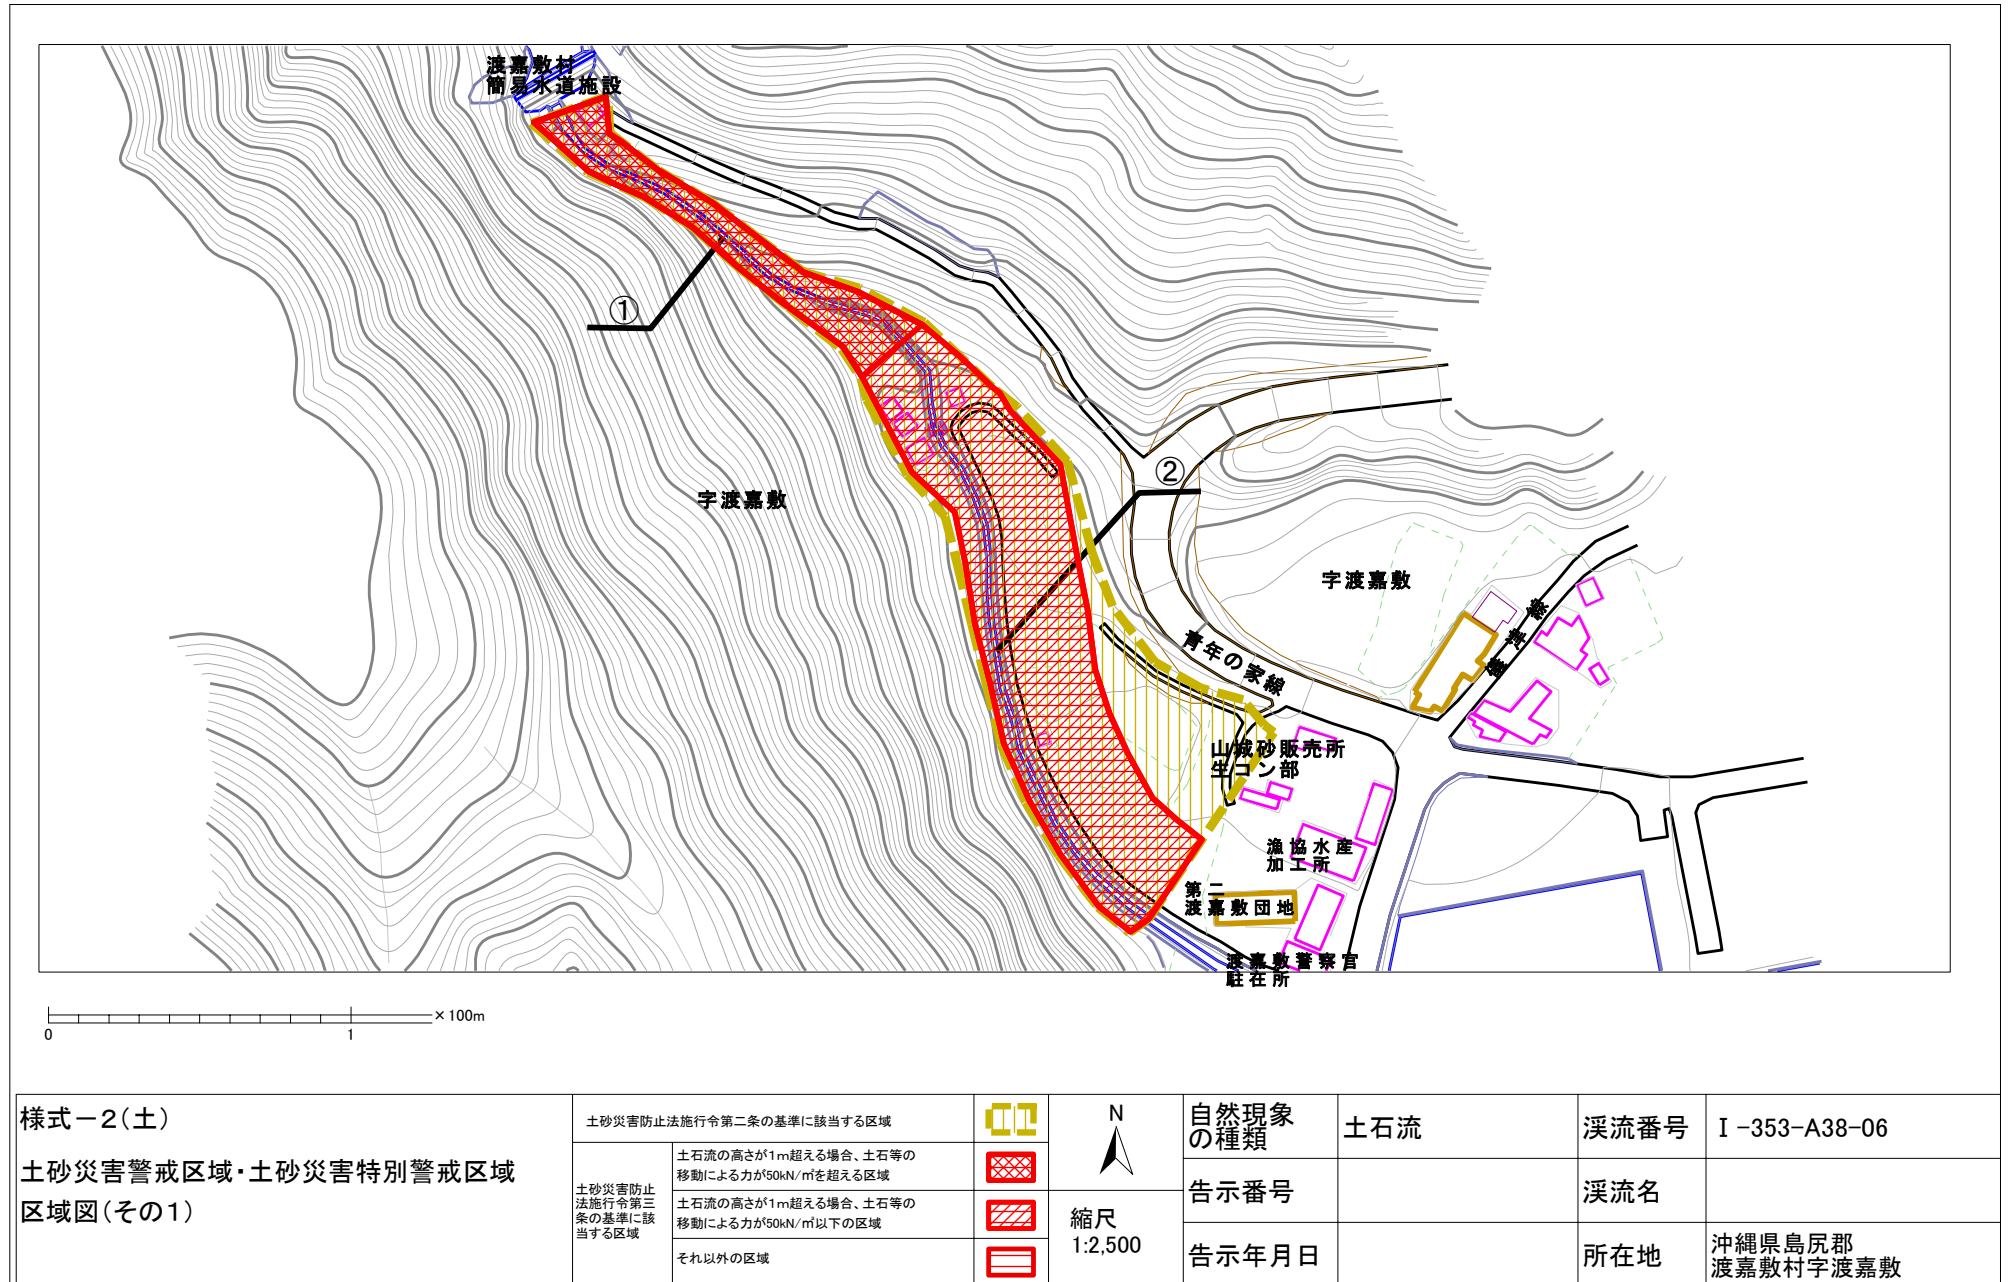 渡嘉敷村
簡易水道施設
①
②
字渡嘉敷
字渡嘉敷
青年の家線
山城砂販売所
生コン部
漁協水産
加工所
第二
渡嘉敷団地
渡嘉敷警察官
駐在所
0
1
×100m
様式－2(土)
土砂災害警戒区域・土砂災害特別警戒区域
区域図(その1)
土砂災害防止法施行令第二条の基準に該当する区域
土砂災害防止
法施行令第三
条の基準に該
当する区域
土石流の高さが1m超える場合、土石等の
移動による力が50kN/㎡を超える区域
土石流の高さが1m超える場合、土石等の
移動による力が50kN/㎡以下の区域
それ以外の区域
N
縮尺
1:2,500
自然現象
の種類
土石流
渓流番号
Ⅰ-353-A38-06
告示番号
渓流名
告示年月日
所在地
沖縄県島尻郡
渡嘉敷村字渡嘉敷